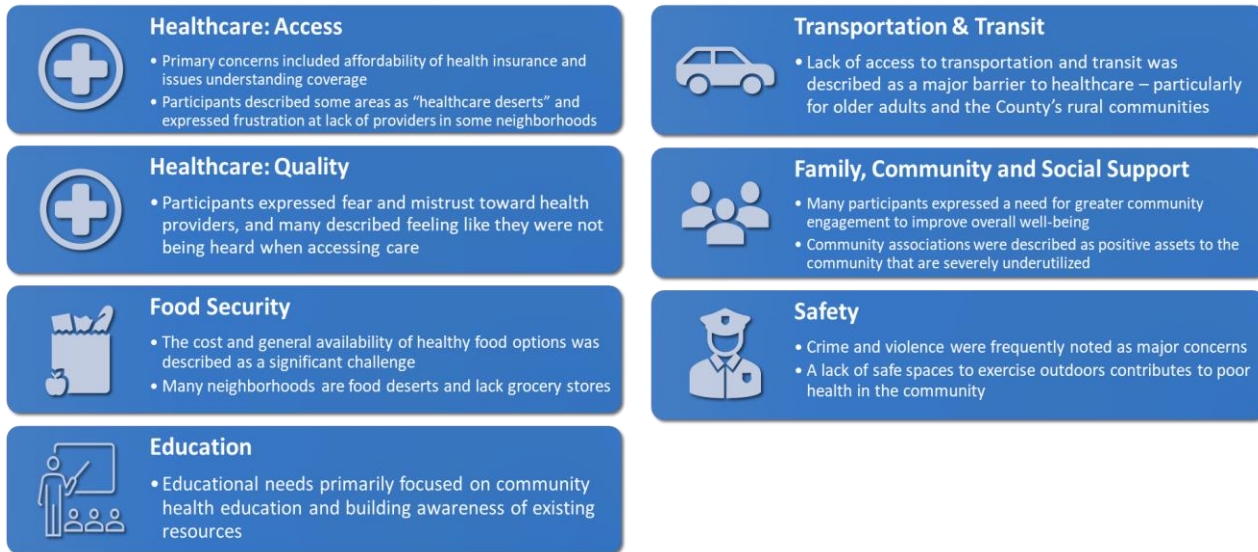 Healthcare: Access
• Primary concerns included affordability of health insurance and
issues understanding coverage
• Participants described some areas as “healthcare deserts” and
expressed frustration at lack of providers in some neighborhoods
Healthcare: Quality
• Participants expressed fear and mistrust toward health
providers, and many described feeling like they were not
being heard when accessing care
Food Security
• The cost and general availability of healthy food options was
described as a significant challenge
• Many neighborhoods are food deserts and lack grocery stores
Education
• Educational needs primarily focused on community
health education and building awareness of existing
resources
Transportation & Transit
• Lack of access to transportation and transit was
described as a major barrier to healthcare – particularly
for older adults and the County’s rural communities
Family, Community and Social Support
• Many participants expressed a need for greater community
engagement to improve overall well-being
• Community associations were described as positive assets to the
community that are severely underutilized
Safety
• Crime and violence were frequently noted as major concerns
• A lack of safe spaces to exercise outdoors contributes to poor
health in the community